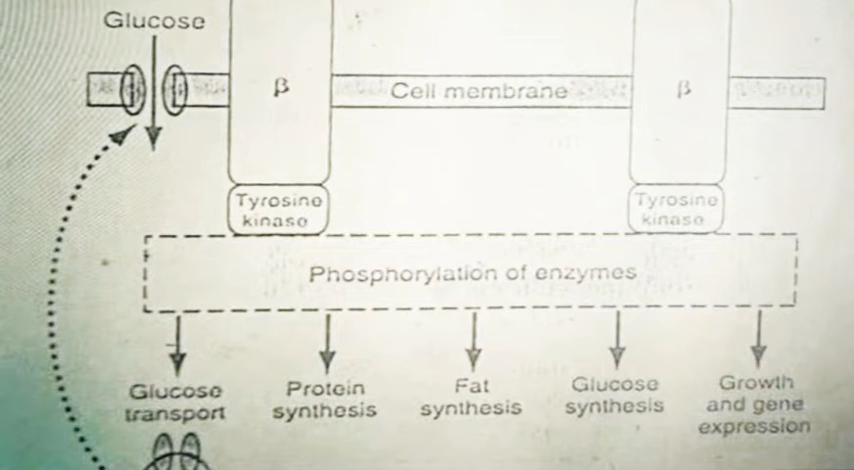 Glucose
β
Cell membrane
β
Tyrosine
kinase
Tyrosine
kinase
Phosphorylation of enzymes
Glucose
transport
Protein
synthesis
Fat
synthesis
Glucose
synthesis
Growth
and gene
expression